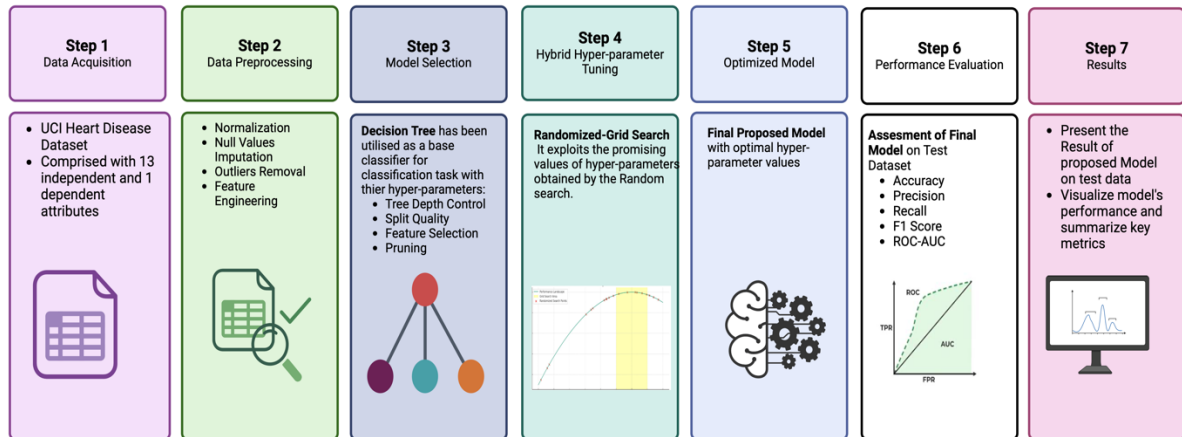 Step 1
Data Acquisition
Step 2
Data Preprocessing
Step 3
Model Selection
Step 4
Hybrid Hyper-parameter
Tuning
Step 5
Optimized Model
Step 6
Performance Evaluation
Step 7
Results
• UCI Heart Disease
Dataset
• Comprised with 13
independent and 1
dependent
attributes
• Normalization
• Null Values
Imputation
• Outliers Removal
• Feature
Engineering
Decision Tree has been
utilised as a base
classifier for
classification task with
thier hyper-parameters:
• Tree Depth Control
• Split Quality
• Feature Selection
• Pruning
Randomized-Grid Search
It exploits the promising
values of hyper-parameters
obtained by the Random
search.
Final Proposed Model
with optimal hyper-
parameter values
Assesment of Final
Model on Test
Dataset
• Accuracy
• Precision
• Recall
• F1 Score
• ROC-AUC
ROC
TPR
AUC
FPR
• Present the
Result of
proposed Model
on test data
• Visualize model's
performance and
summarize key
metrics